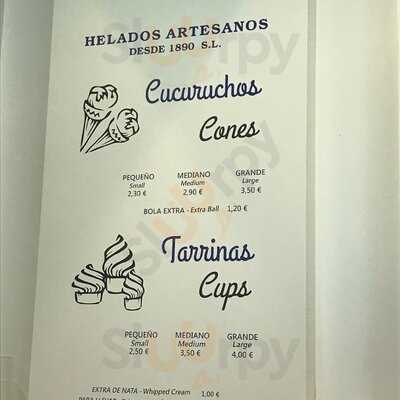 HELADOS ARTESANOS
DESDE 1890 S.L.
Cucuruchos
Cones
PEQUEÑO MEDIANO GRANDE
Small Medium Large
2,30 € 2,90 € 3,50 €
BOLA EXTRA - Extra Ball 1,20 €
Tarrinas
Cups
PEQUEÑO MEDIANO GRANDE
Small Medium Large
2,50 € 3,50 € 4,00 €
EXTRA DE NATA - Whipped Cream 1,00 €
PARA LLEVAR